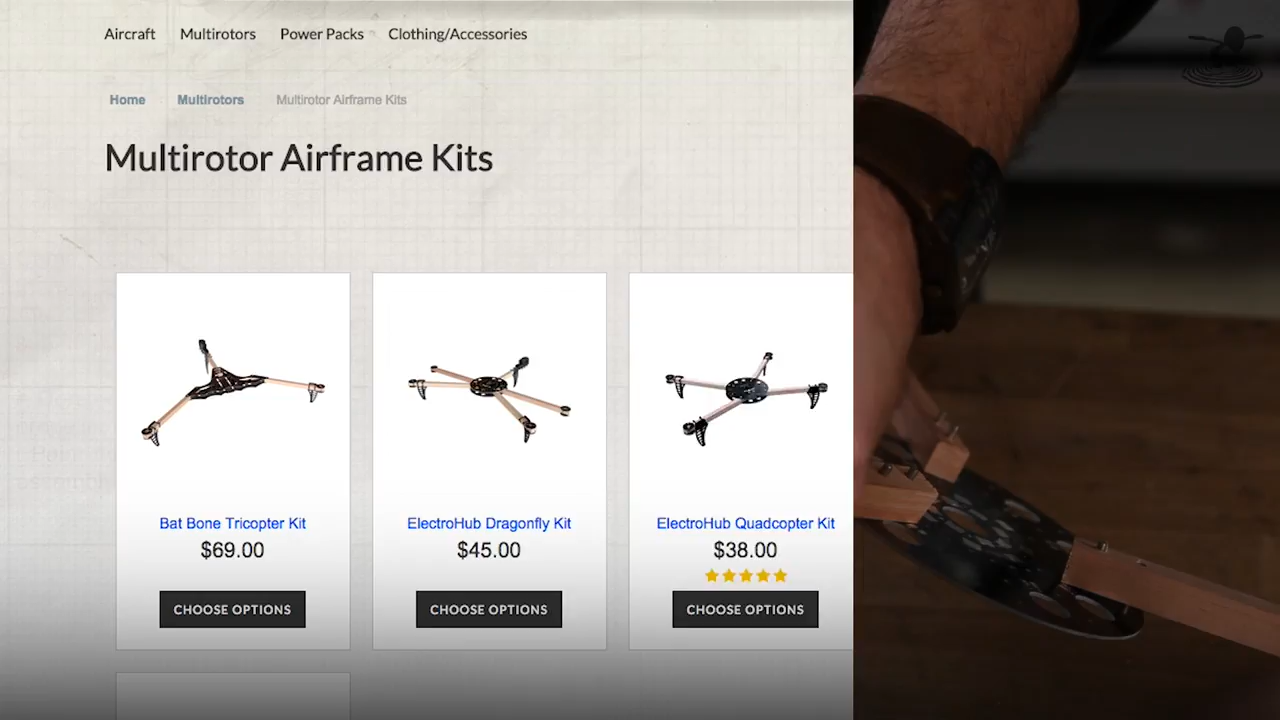 Aircraft Multirotors Power Packs Clothing/Accessories
Home Multirotors Multirotor Airframe Kits
Multirotor Airframe Kits
Bat Bone Tricopter Kit
$69.00
CHOOSE OPTIONS
ElectroHub Dragonfly Kit
$45.00
CHOOSE OPTIONS
ElectroHub Quadcopter Kit
$38.00
CHOOSE OPTIONS